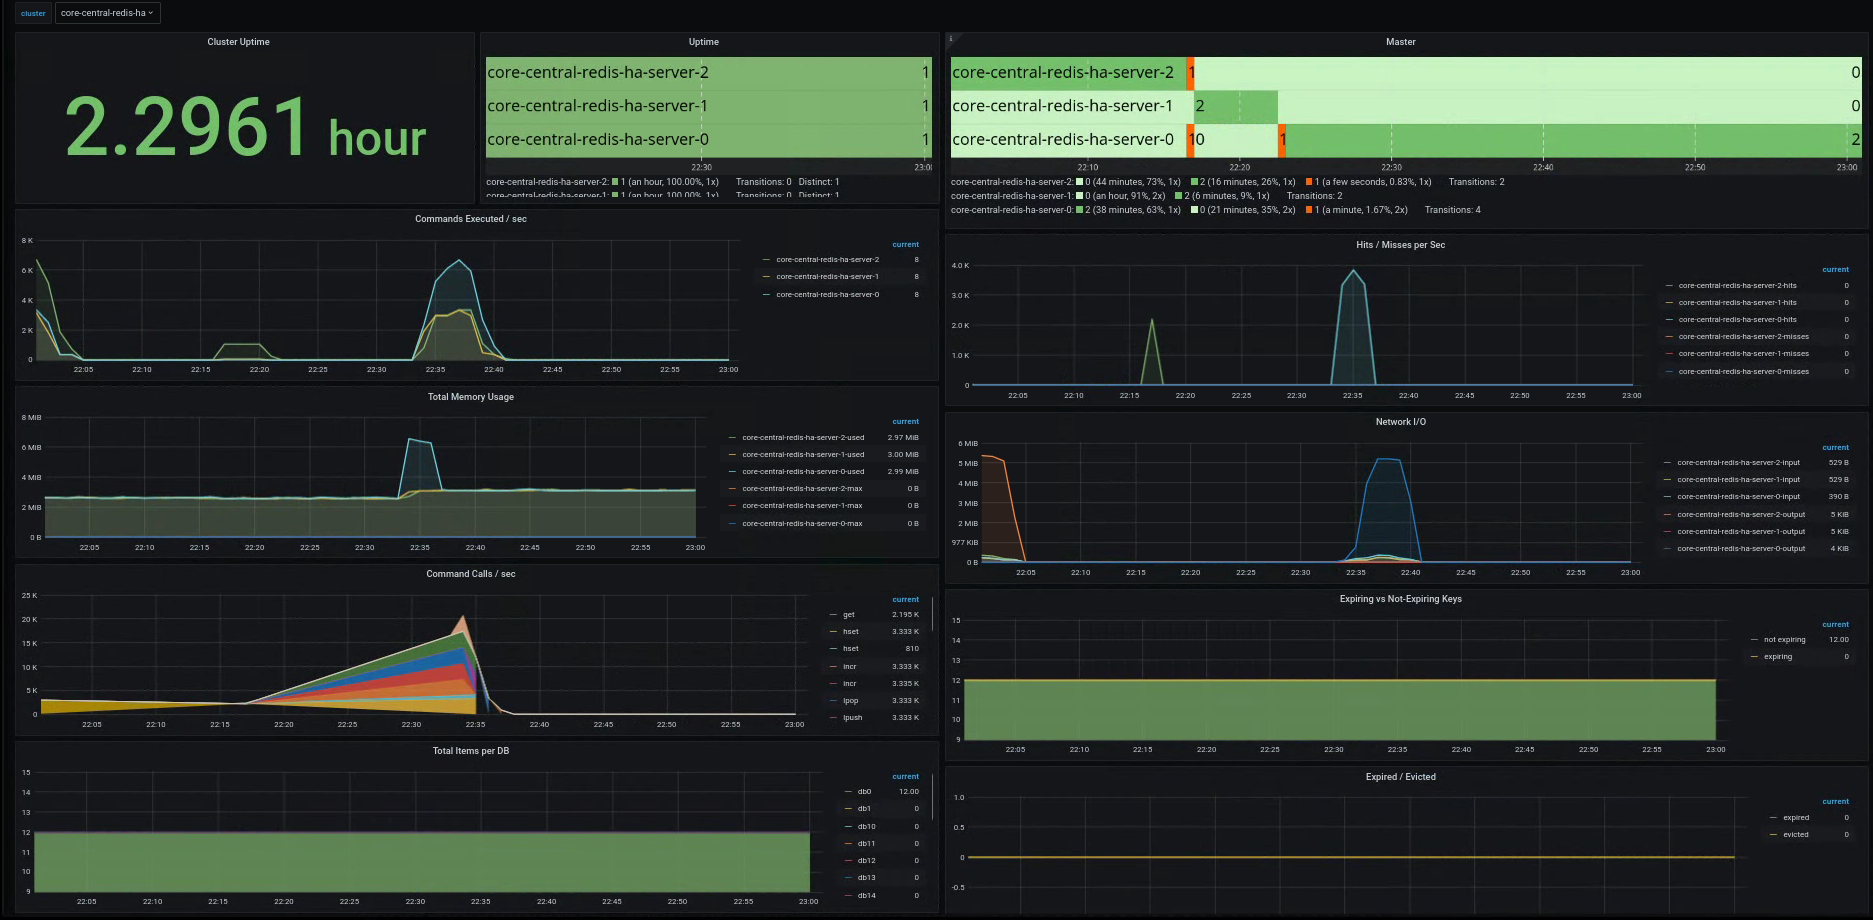 cluster core-central-redis-ha
Cluster Uptime
2.2961 hour
Uptime
core-central-redis-ha-server-2 1
core-central-redis-ha-server-1 1
core-central-redis-ha-server-0 1
22:30 23:0
core-central-redis-ha-server-2: 1 (an hour, 100.00%, 1x) Transitions: 0 Distinct: 1
core-central-redis-ha-server-1: 1 (an hour, 100.00%, 1x) Transitions: 0 Distinct: 1
i
Master
core-central-redis-ha-server-2 1 0
core-central-redis-ha-server-1 2 0
core-central-redis-ha-server-0 10 1 2
22:10 22:20 22:30 22:40 22:50 23:00
core-central-redis-ha-server-2: 0 (44 minutes, 73%, 1x) 2 (16 minutes, 26%, 1x) 1 (a few seconds, 0.83%, 1x) Transitions: 2
core-central-redis-ha-server-1: 0 (an hour, 91%, 2x) 2 (6 minutes, 9%, 1x) Transitions: 2
core-central-redis-ha-server-0: 2 (38 minutes, 63%, 1x) 0 (21 minutes, 35%, 2x) 1 (a minute, 1.67%, 2x) Transitions: 4
Commands Executed / sec
8 K
6 K
4 K
2 K
0
22:05 22:10 22:15 22:20 22:25 22:30 22:35 22:40 22:45 22:50 22:55 23:00
current
core-central-redis-ha-server-2 8
core-central-redis-ha-server-1 8
core-central-redis-ha-server-0 8
Hits / Misses per Sec
4.0 K
3.0 K
2.0 K
1.0 K
0
22:05 22:10 22:15 22:20 22:25 22:30 22:35 22:40 22:45 22:50 22:55 23:00
current
core-central-redis-ha-server-2-hits 0
core-central-redis-ha-server-1-hits 0
core-central-redis-ha-server-0-hits 0
core-central-redis-ha-server-2-misses 0
core-central-redis-ha-server-1-misses 0
core-central-redis-ha-server-0-misses 0
Total Memory Usage
8 MiB
6 MiB
4 MiB
2 MiB
0 B
22:05 22:10 22:15 22:20 22:25 22:30 22:35 22:40 22:45 22:50 22:55 23:00
current
core-central-redis-ha-server-2-used 2.97 MiB
core-central-redis-ha-server-1-used 3.00 MiB
core-central-redis-ha-server-0-used 2.99 MiB
core-central-redis-ha-server-2-max 0 B
core-central-redis-ha-server-1-max 0 B
core-central-redis-ha-server-0-max 0 B
Network I/O
6 MiB
5 MiB
4 MiB
3 MiB
2 MiB
977 KiB
0 B
22:05 22:10 22:15 22:20 22:25 22:30 22:35 22:40 22:45 22:50 22:55 23:00
current
core-central-redis-ha-server-2-input 529 B
core-central-redis-ha-server-1-input 529 B
core-central-redis-ha-server-0-input 390 B
core-central-redis-ha-server-2-output 5 KiB
core-central-redis-ha-server-1-output 5 KiB
core-central-redis-ha-server-0-output 4 KiB
Command Calls / sec
25 K
20 K
15 K
10 K
5 K
0
22:05 22:10 22:15 22:20 22:25 22:30 22:35 22:40 22:45 22:50 22:55 23:00
current
get 2.195 K
hset 3.333 K
hset 810
incr 3.333 K
incr 3.335 K
lpop 3.333 K
lpush 3.333 K
Expiring vs Not-Expiring Keys
15
14
13
12
11
10
9
22:05 22:10 22:15 22:20 22:25 22:30 22:35 22:40 22:45 22:50 22:55 23:00
current
not expiring 12.00
expiring 0
Total Items per DB
15
14
13
12
11
10
9
22:05 22:10 22:15 22:20 22:25 22:30 22:35 22:40 22:45 22:50 22:55 23:00
current
db0 12.00
db1 0
db10 0
db11 0
db12 0
db13 0
db14 0
Expired / Evicted
1.0
0.5
0
-0.5
current
expired 0
evicted 0